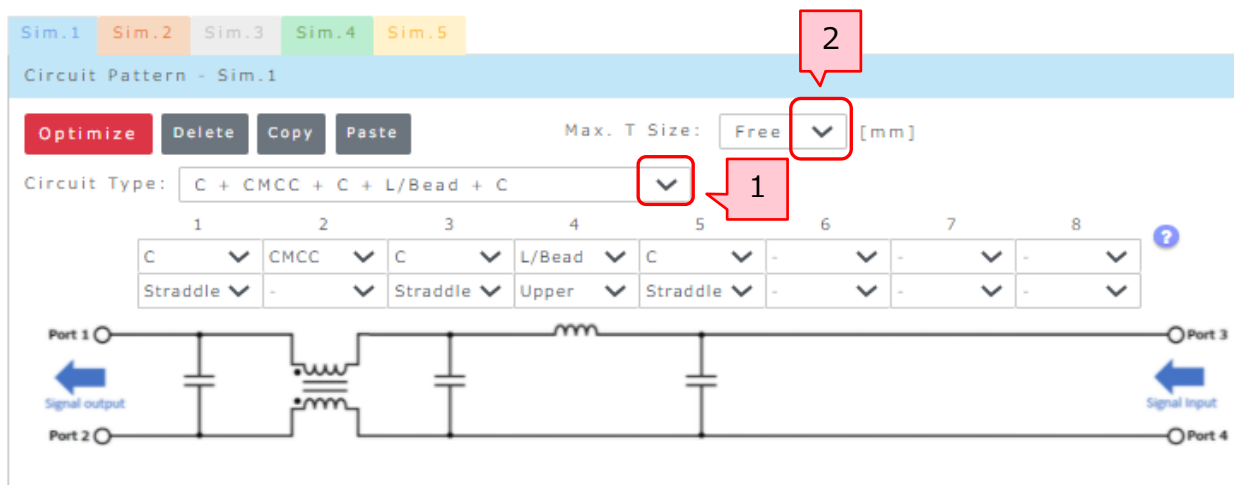 Sim.1 Sim.2 Sim.3 Sim.4 Sim.5
2
Circuit Pattern - Sim.1
Optimize Delete Copy Paste Max. T Size: Free [mm]
Circuit Type: C + CMCC + C + L/Bead + C
1
1 2 3 4 5 6 7 8
?
C CMCC C L/Bead C - - -
Straddle - Straddle Upper Straddle - - -
Port 1 Port 3
Signal output Signal Input
Port 2 Port 4